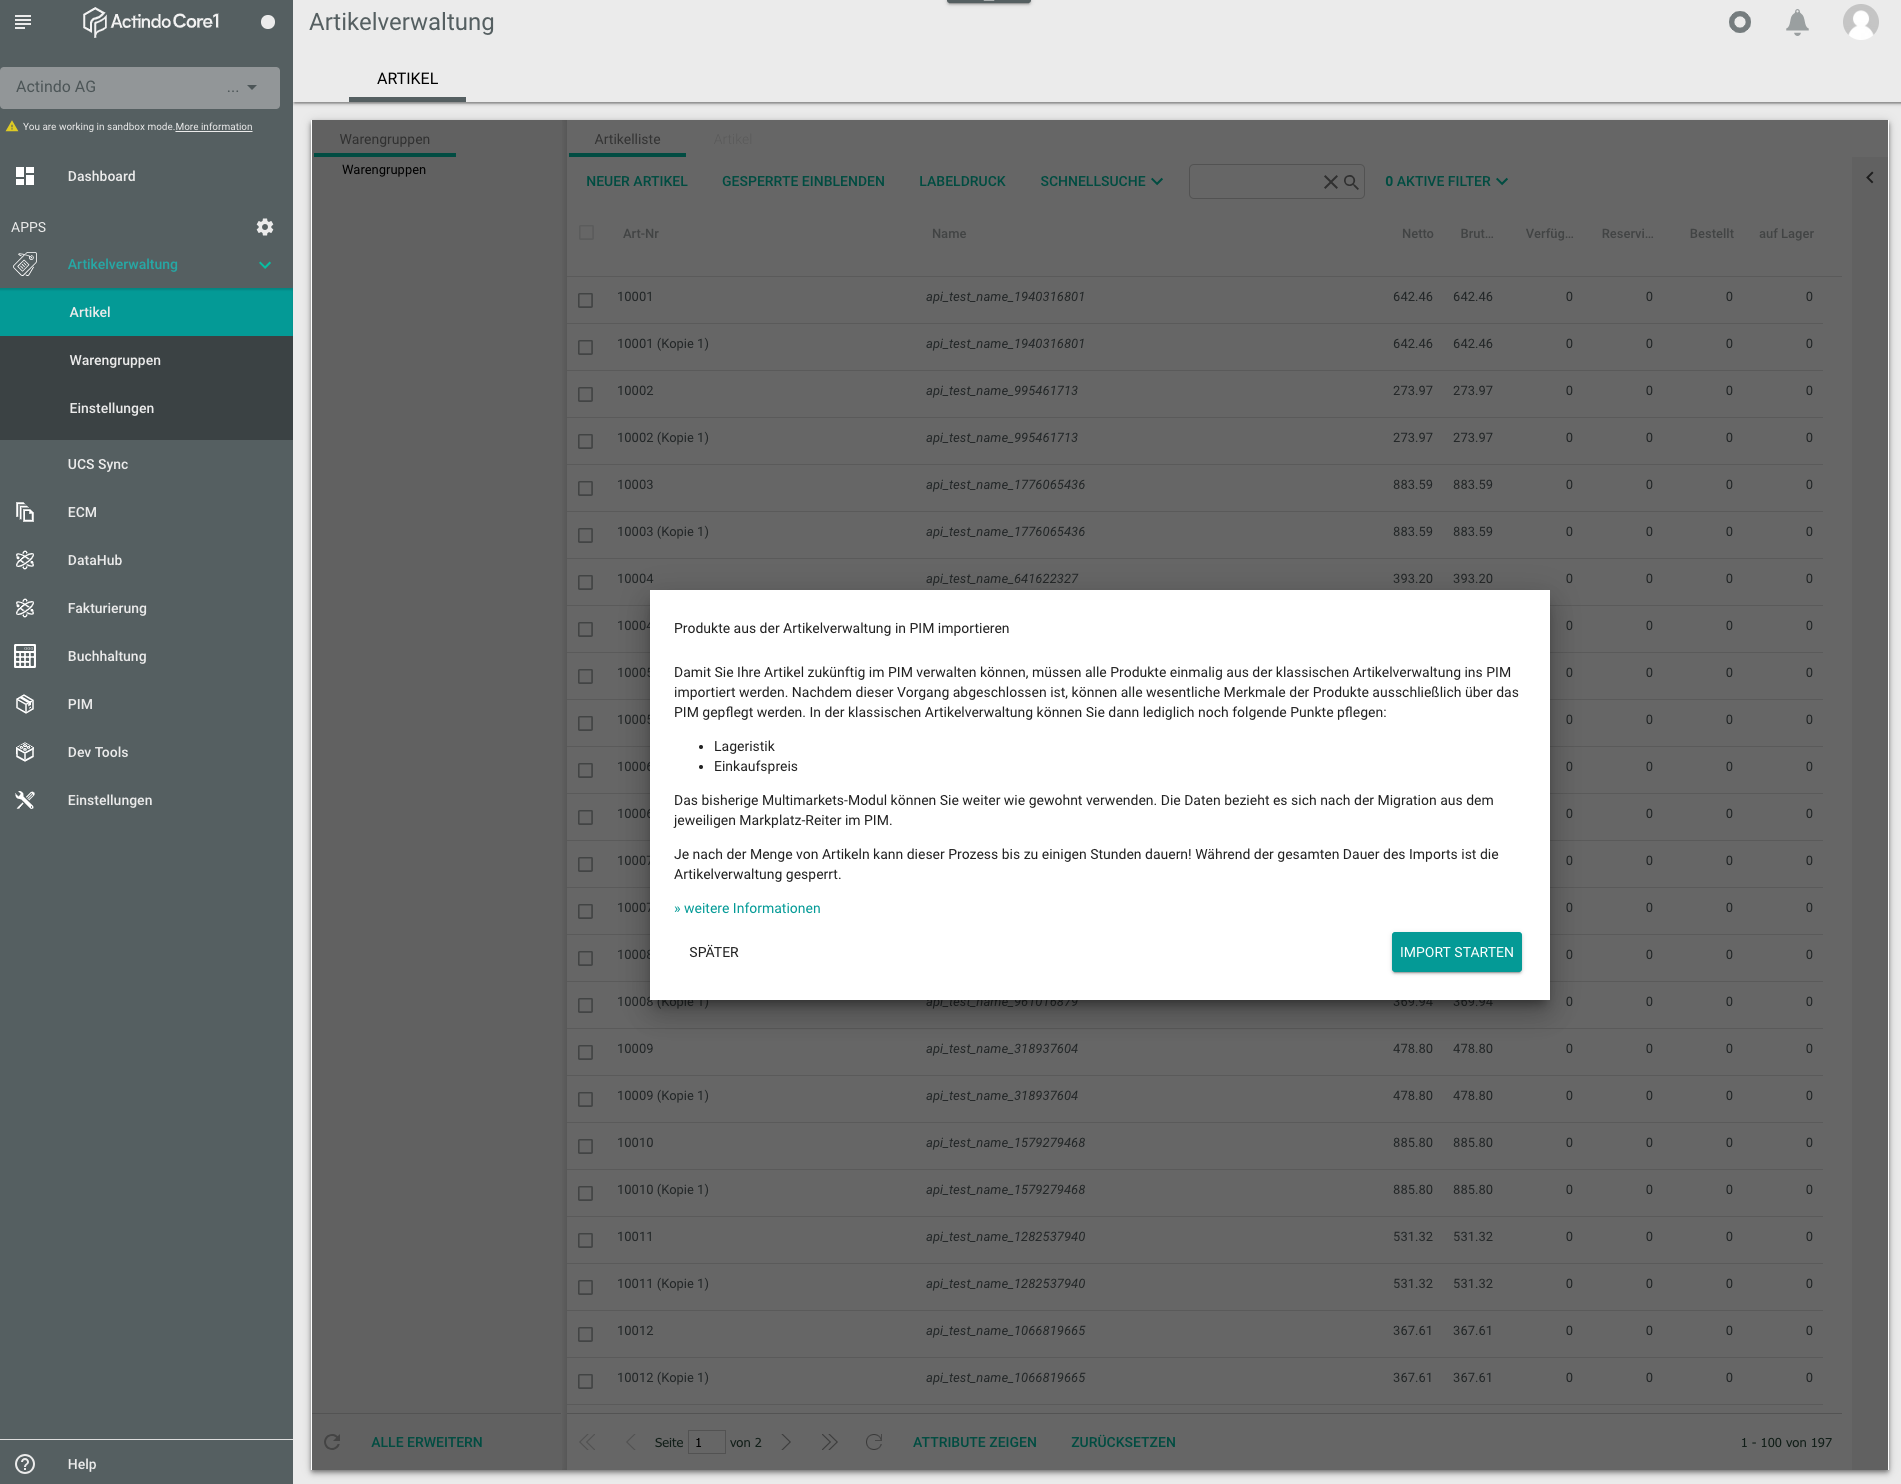 Actindo Core1
Artikelverwaltung
Actindo AG ...
ARTIKEL
You are working in sandbox mode.More information
Warengruppen
Artikelliste
Artikel
Warengruppen
Dashboard
NEUER ARTIKEL GESPERRTE EINBLENDEN LABELDRUCK SCHNELLSUCHE 0 AKTIVE FILTER
APPS
Artikelverwaltung
Artikel
Warengruppen
Einstellungen
UCS Sync
ECM
DataHub
Fakturierung
Buchhaltung
PIM
Dev Tools
Einstellungen
Help
Art-Nr Name Netto Brut... Verfüg... Reservi... Bestellt auf Lager
10001 api_test_name_1940316801 642.46 642.46 0 0 0 0
10001 (Kopie 1) api_test_name_1940316801 642.46 642.46 0 0 0 0
10002 api_test_name_995461713 273.97 273.97 0 0 0 0
10002 (Kopie 1) api_test_name_995461713 273.97 273.97 0 0 0 0
10003 api_test_name_1776065436 883.59 883.59 0 0 0 0
10003 (Kopie 1) api_test_name_1776065436 883.59 883.59 0 0 0 0
10004 api_test_name_641622327 393.20 393.20 0 0 0 0
0 0 0 0
0 0 0 0
0 0 0 0
0 0 0 0
0 0 0 0
0 0 0 0
0 0 0 0
0 0 0 0
Produkte aus der Artikelverwaltung in PIM importieren
Damit Sie Ihre Artikel zukünftig im PIM verwalten können, müssen alle Produkte einmalig aus der klassischen Artikelverwaltung ins PIM
importiert werden. Nachdem dieser Vorgang abgeschlossen ist, können alle wesentliche Merkmale der Produkte ausschließlich über das
PIM gepflegt werden. In der klassischen Artikelverwaltung können Sie dann lediglich noch folgende Punkte pflegen:
• Lageristik
• Einkaufspreis
Das bisherige Multimarkets-Modul können Sie weiter wie gewohnt verwenden. Die Daten bezieht es sich nach der Migration aus dem
jeweiligen Markplatz-Reiter im PIM.
Je nach der Menge von Artikeln kann dieser Prozess bis zu einigen Stunden dauern! Während der gesamten Dauer des Imports ist die
Artikelverwaltung gesperrt.
» weitere Informationen
SPÄTER IMPORT STARTEN
10008 (Kopie 1) api_test_name_961016879 369.94 369.94 0 0 0 0
10009 api_test_name_318937604 478.80 478.80 0 0 0 0
10009 (Kopie 1) api_test_name_318937604 478.80 478.80 0 0 0 0
10010 api_test_name_1579279468 885.80 885.80 0 0 0 0
10010 (Kopie 1) api_test_name_1579279468 885.80 885.80 0 0 0 0
10011 api_test_name_1282537940 531.32 531.32 0 0 0 0
10011 (Kopie 1) api_test_name_1282537940 531.32 531.32 0 0 0 0
10012 api_test_name_1066819665 367.61 367.61 0 0 0 0
10012 (Kopie 1) api_test_name_1066819665 367.61 367.61 0 0 0 0
ALLE ERWEITERN Seite 1 von 2 ATTRIBUTE ZEIGEN ZURÜCKSETZEN 1 - 100 von 197